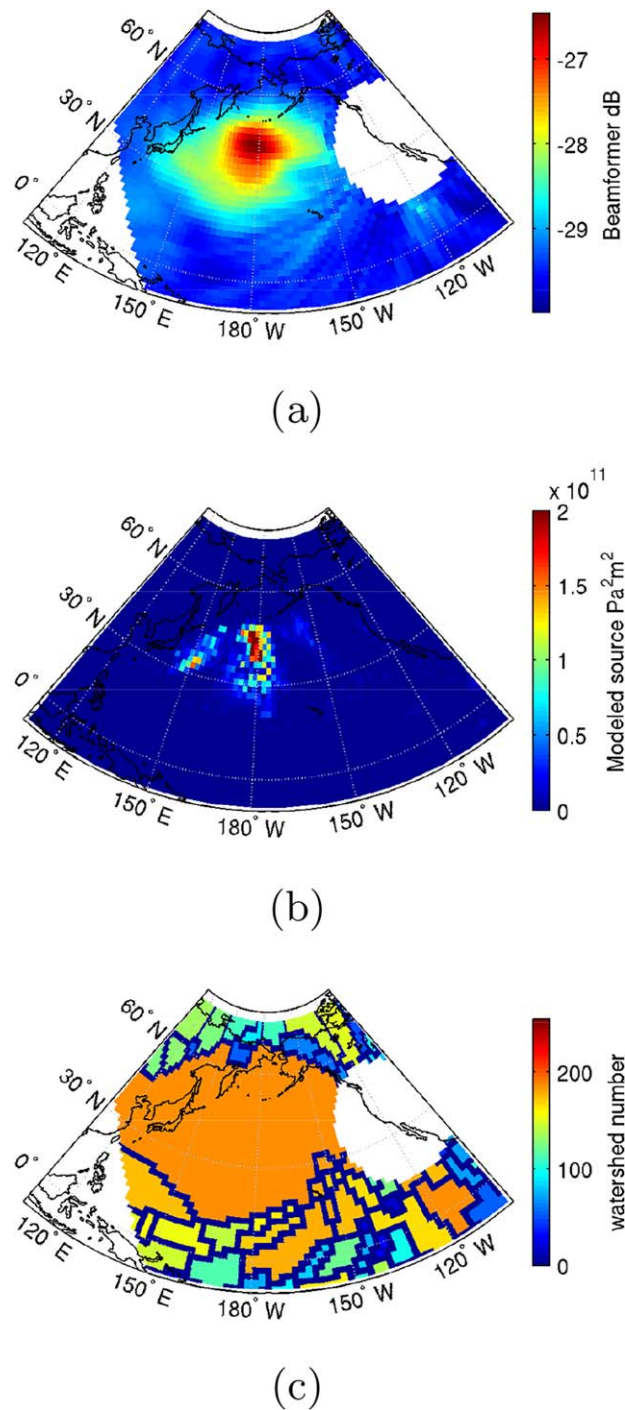 60° N
30° N
0°
120° E
150° E
180° W
150° W
120° W
-27
-28
-29
Beamformer dB
(a)
60° N
30° N
0°
120° E
150° E
180° W
150° W
120° W
x 10¹¹
2
1.5
1
0.5
0
Modeled source Pa²m²
(b)
60° N
30° N
0°
120° E
150° E
180° W
150° W
120° W
200
100
0
watershed number
(c)